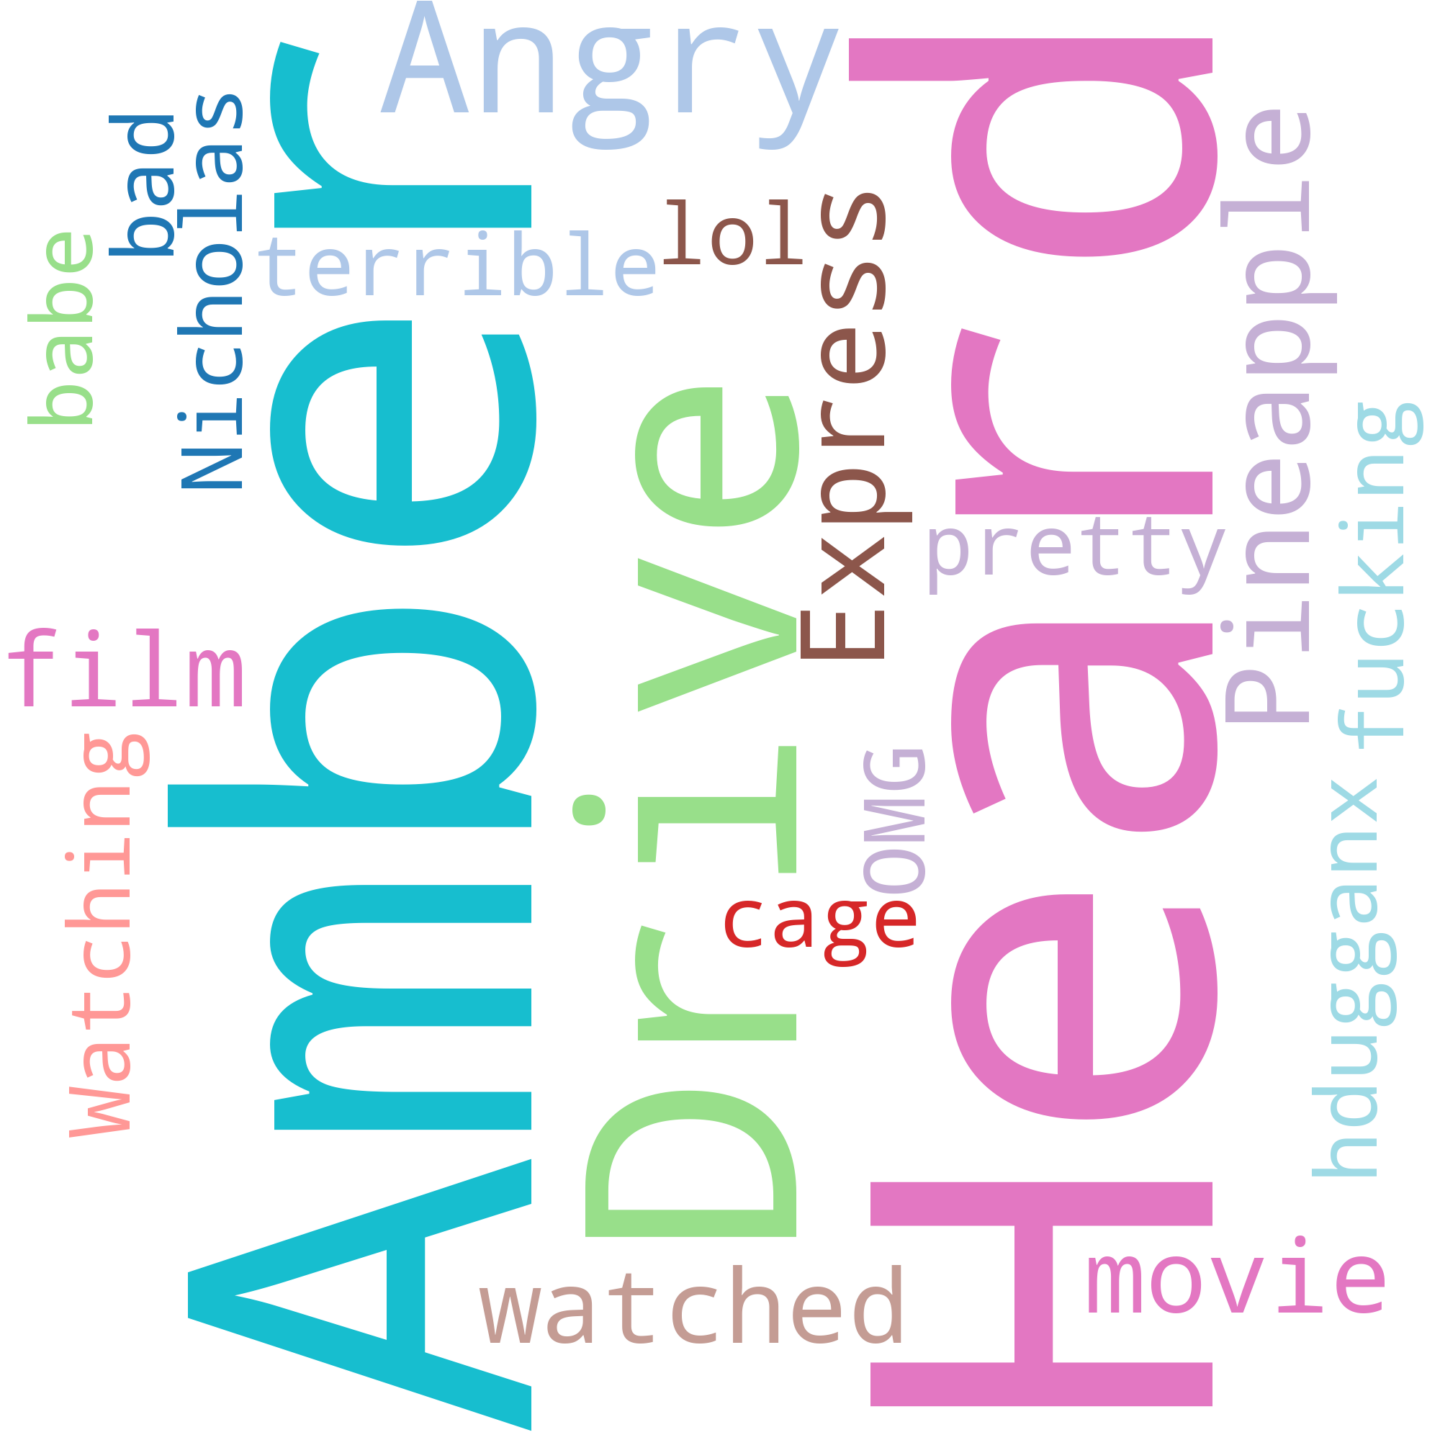 Angry
bad
Nicholas
babe
Amber
terrible
lol
Express
Heard
Pineapple
Drive
pretty
fucking
film
Watching
OMG
cage
hdugganx
watched
movie